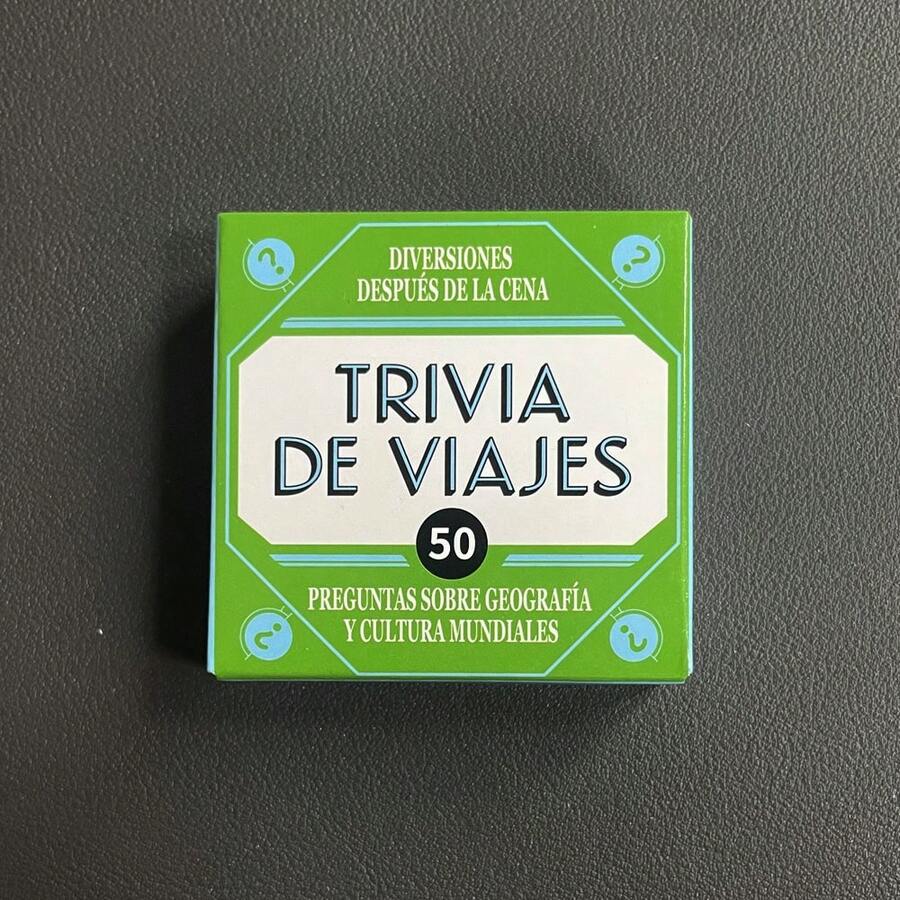 DIVERSIONES
DESPUÉS DE LA CENA
TRIVIA
DE VIAJES
50
PREGUNTAS SOBRE GEOGRAFÍA
Y CULTURA MUNDIALES